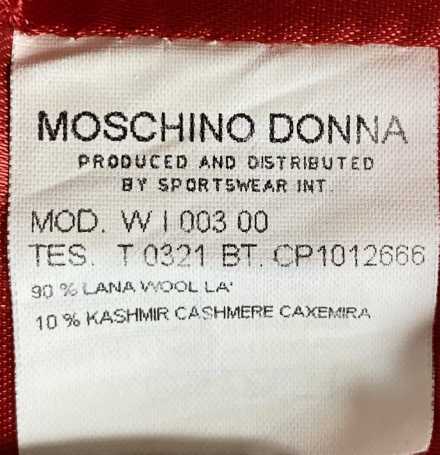 MOSCHINO DONNA
PRODUCED AND DISTRIBUTED
BY SPORTSWEAR INT.
MOD. W I 003 00
TES. T 0321 BT. CP1012666
90 % LANA WOOL LA'
10 % KASHMIR CASHMERE CAXEMIRA